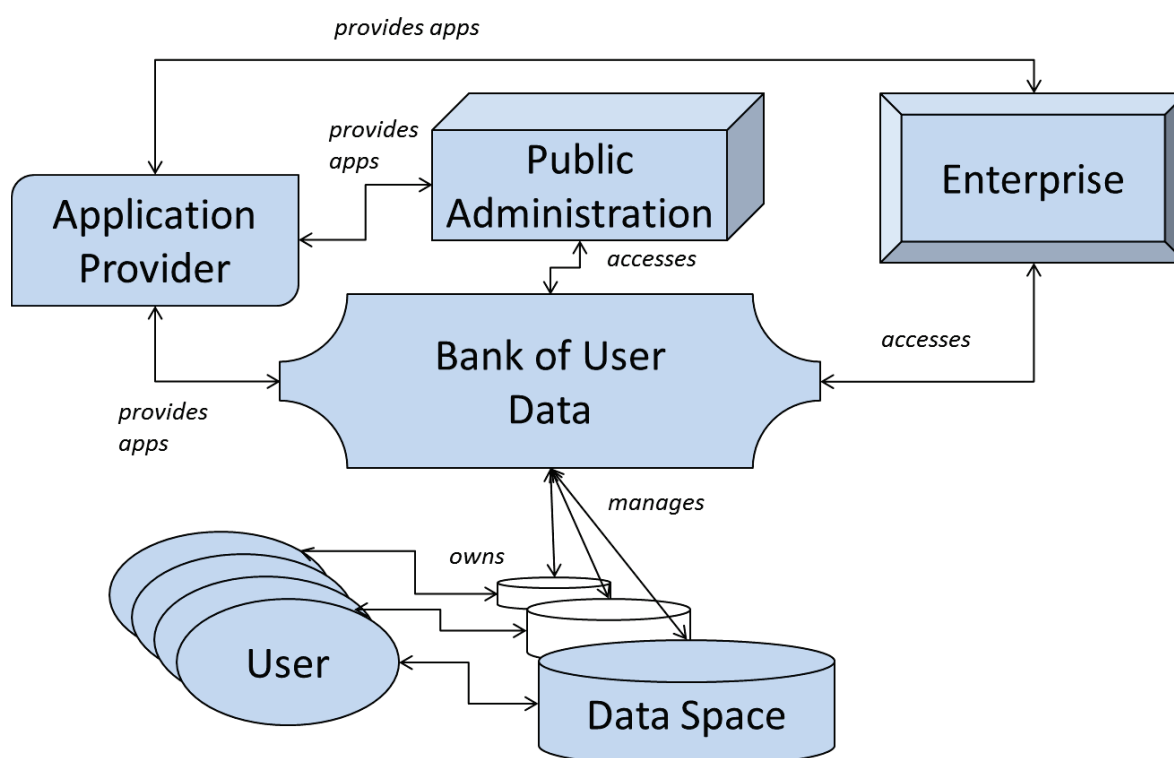 provides apps
provides
apps
Public
Administration
Enterprise
Application
Provider
accesses
Bank of User
Data
accesses
provides
apps
manages
owns
User
Data Space